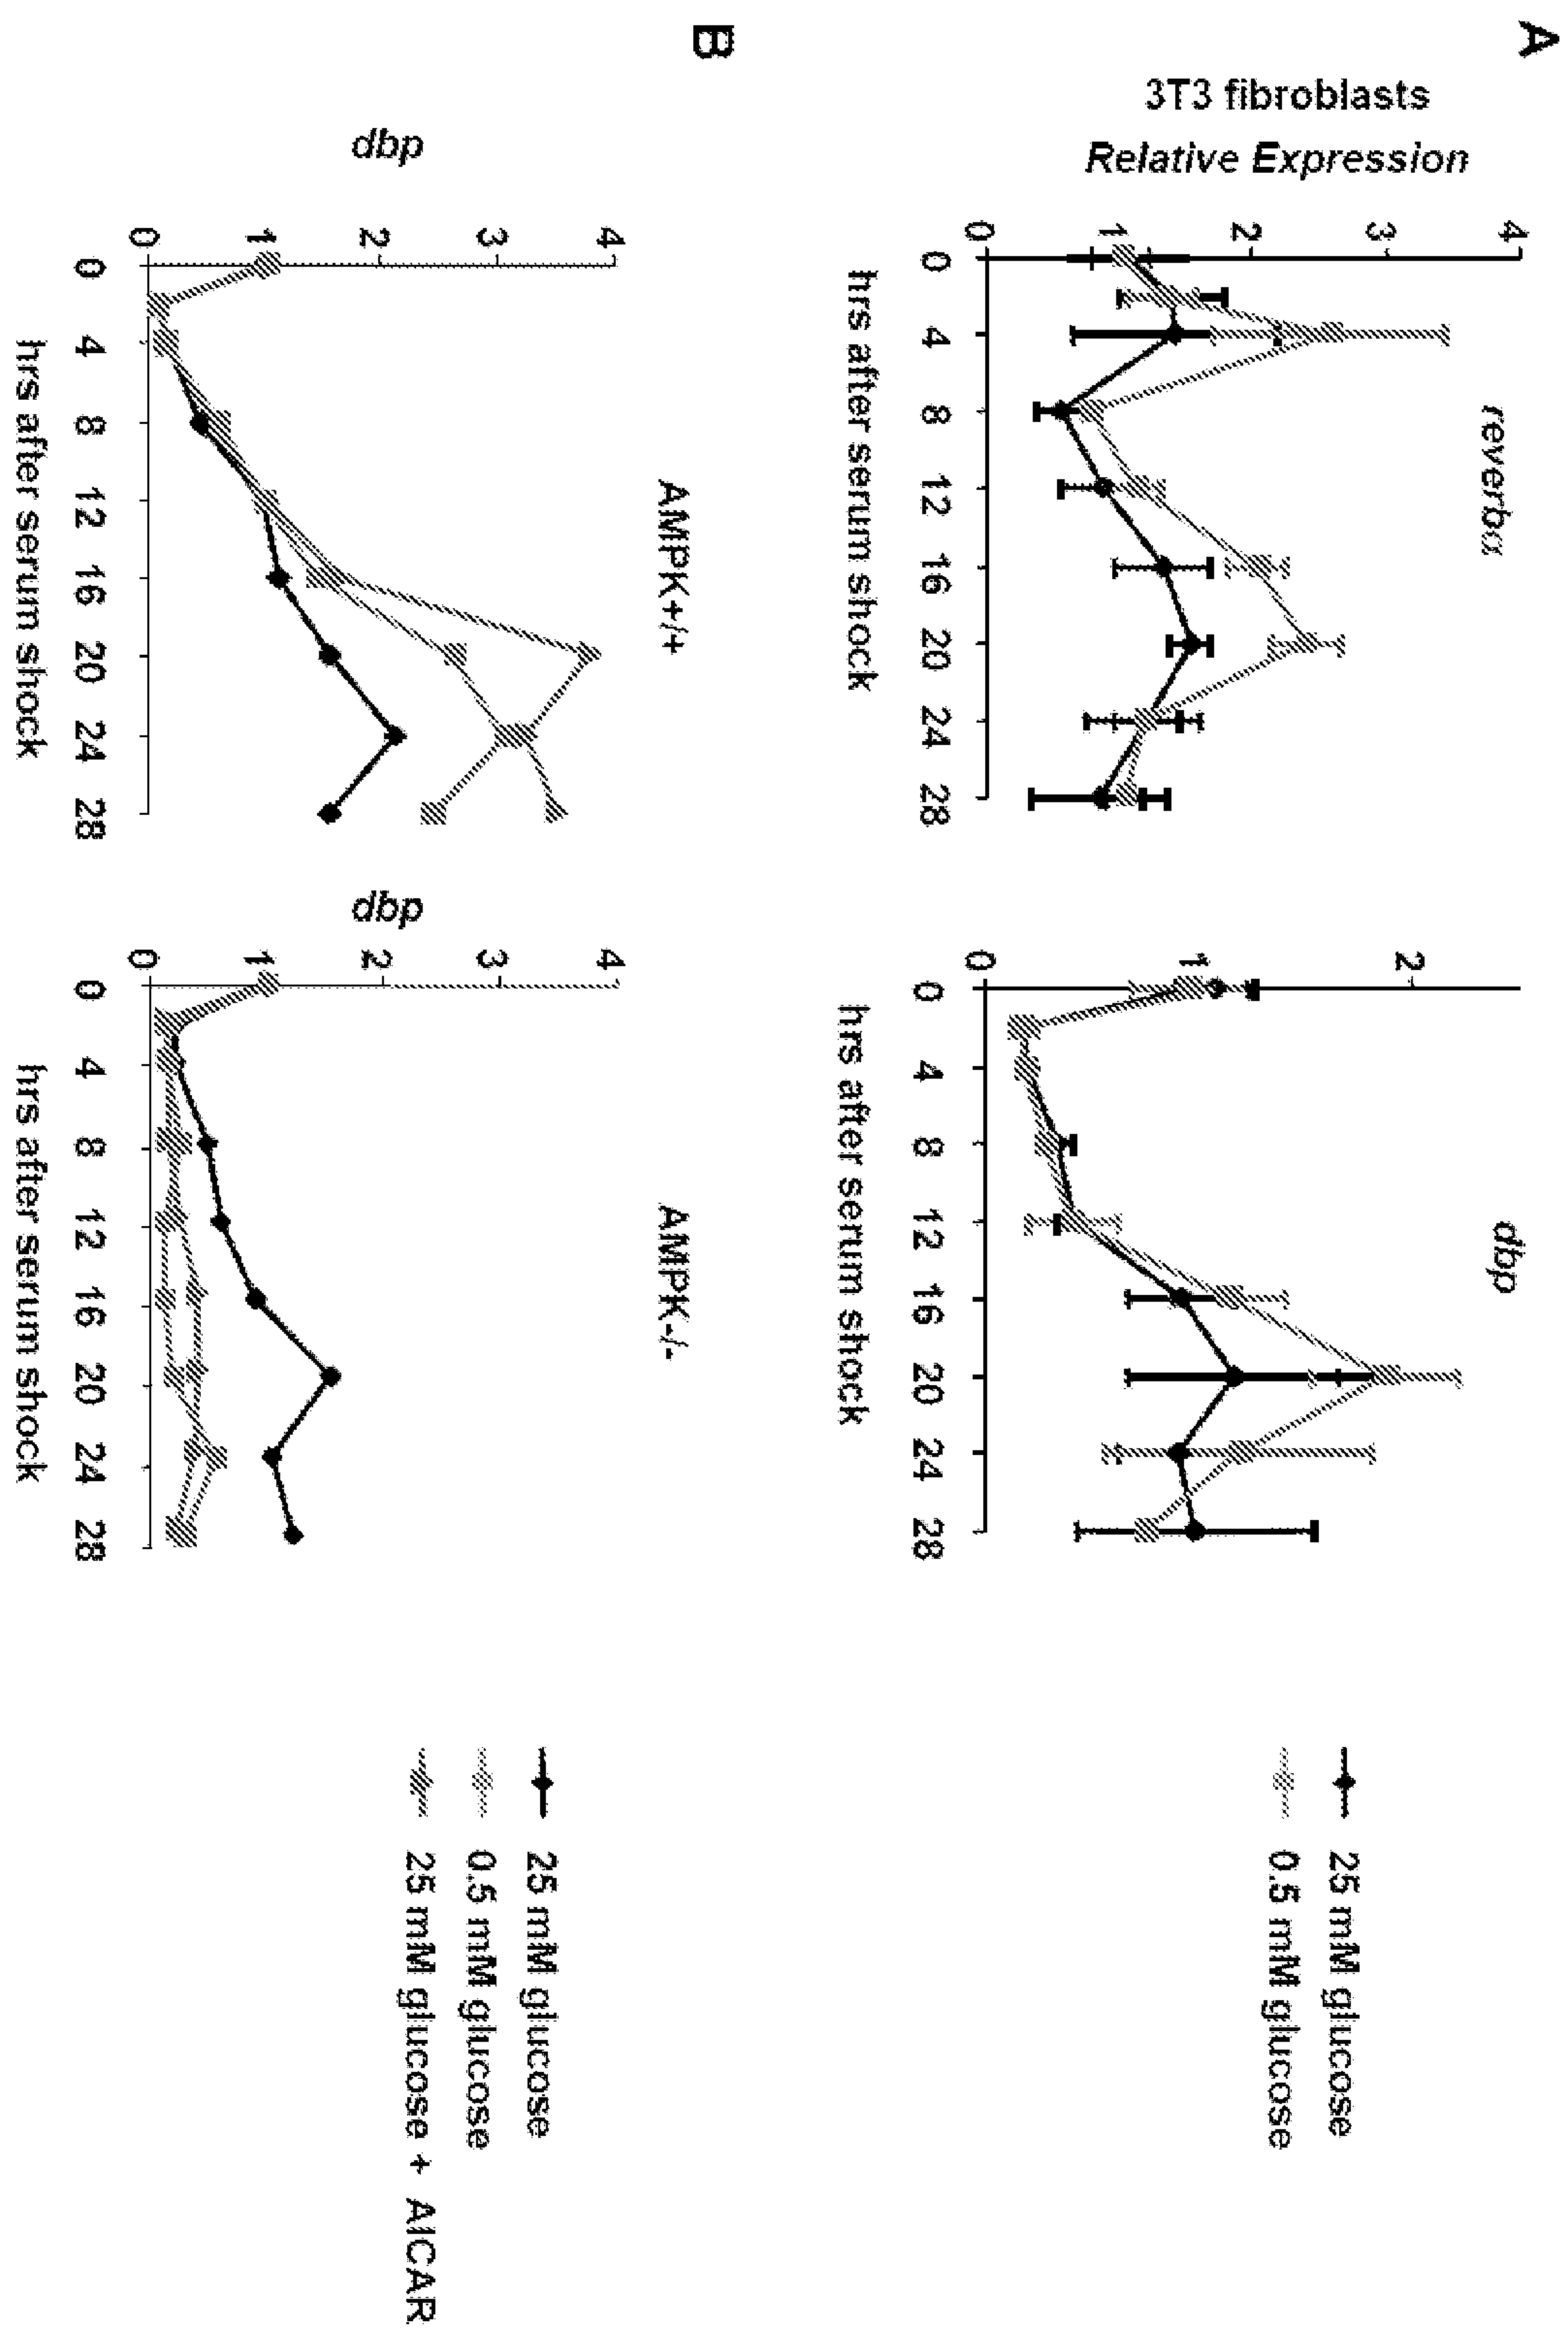 A
3T3 fibroblasts
Relative Expression
reverbα
4
3
2
1
0
0 4 8 12 16 20 24 28
hrs after serum shock
dbp
2
1
0
0 4 8 12 16 20 24 28
hrs after serum shock
25 mM glucose
0.5 mM glucose
B
dbp
AMPK+/+
4
3
2
1
0
0 4 8 12 16 20 24 28
hrs after serum shock
dbp
AMPK-/-
4
3
2
1
0
0 4 8 12 16 20 24 28
hrs after serum shock
25 mM glucose
0.5 mM glucose
25 mM glucose + AICAR